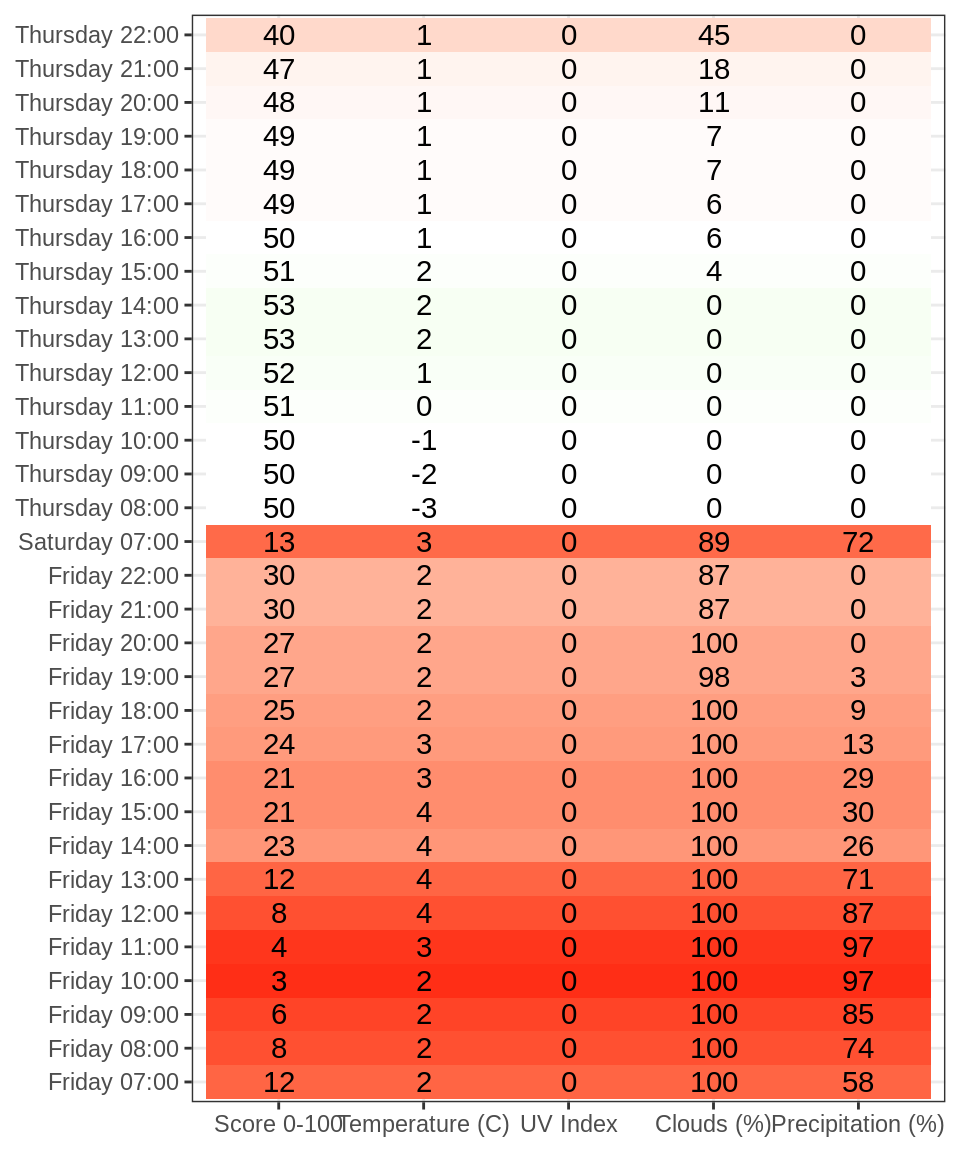 Thursday 22:00 40 1 0 45 0
Thursday 21:00 47 1 0 18 0
Thursday 20:00 48 1 0 11 0
Thursday 19:00 49 1 0 7 0
Thursday 18:00 49 1 0 7 0
Thursday 17:00 49 1 0 6 0
Thursday 16:00 50 1 0 6 0
Thursday 15:00 51 2 0 4 0
Thursday 14:00 53 2 0 0 0
Thursday 13:00 53 2 0 0 0
Thursday 12:00 52 1 0 0 0
Thursday 11:00 51 0 0 0 0
Thursday 10:00 50 -1 0 0 0
Thursday 09:00 50 -2 0 0 0
Thursday 08:00 50 -3 0 0 0
Saturday 07:00 13 3 0 89 72
Friday 22:00 30 2 0 87 0
Friday 21:00 30 2 0 87 0
Friday 20:00 27 2 0 100 0
Friday 19:00 27 2 0 98 3
Friday 18:00 25 2 0 100 9
Friday 17:00 24 3 0 100 13
Friday 16:00 21 3 0 100 29
Friday 15:00 21 4 0 100 30
Friday 14:00 23 4 0 100 26
Friday 13:00 12 4 0 100 71
Friday 12:00 8 4 0 100 87
Friday 11:00 4 3 0 100 97
Friday 10:00 3 2 0 100 97
Friday 09:00 6 2 0 100 85
Friday 08:00 8 2 0 100 74
Friday 07:00 12 2 0 100 58
Score 0-100 Temperature (C) UV Index Clouds (%) Precipitation (%)